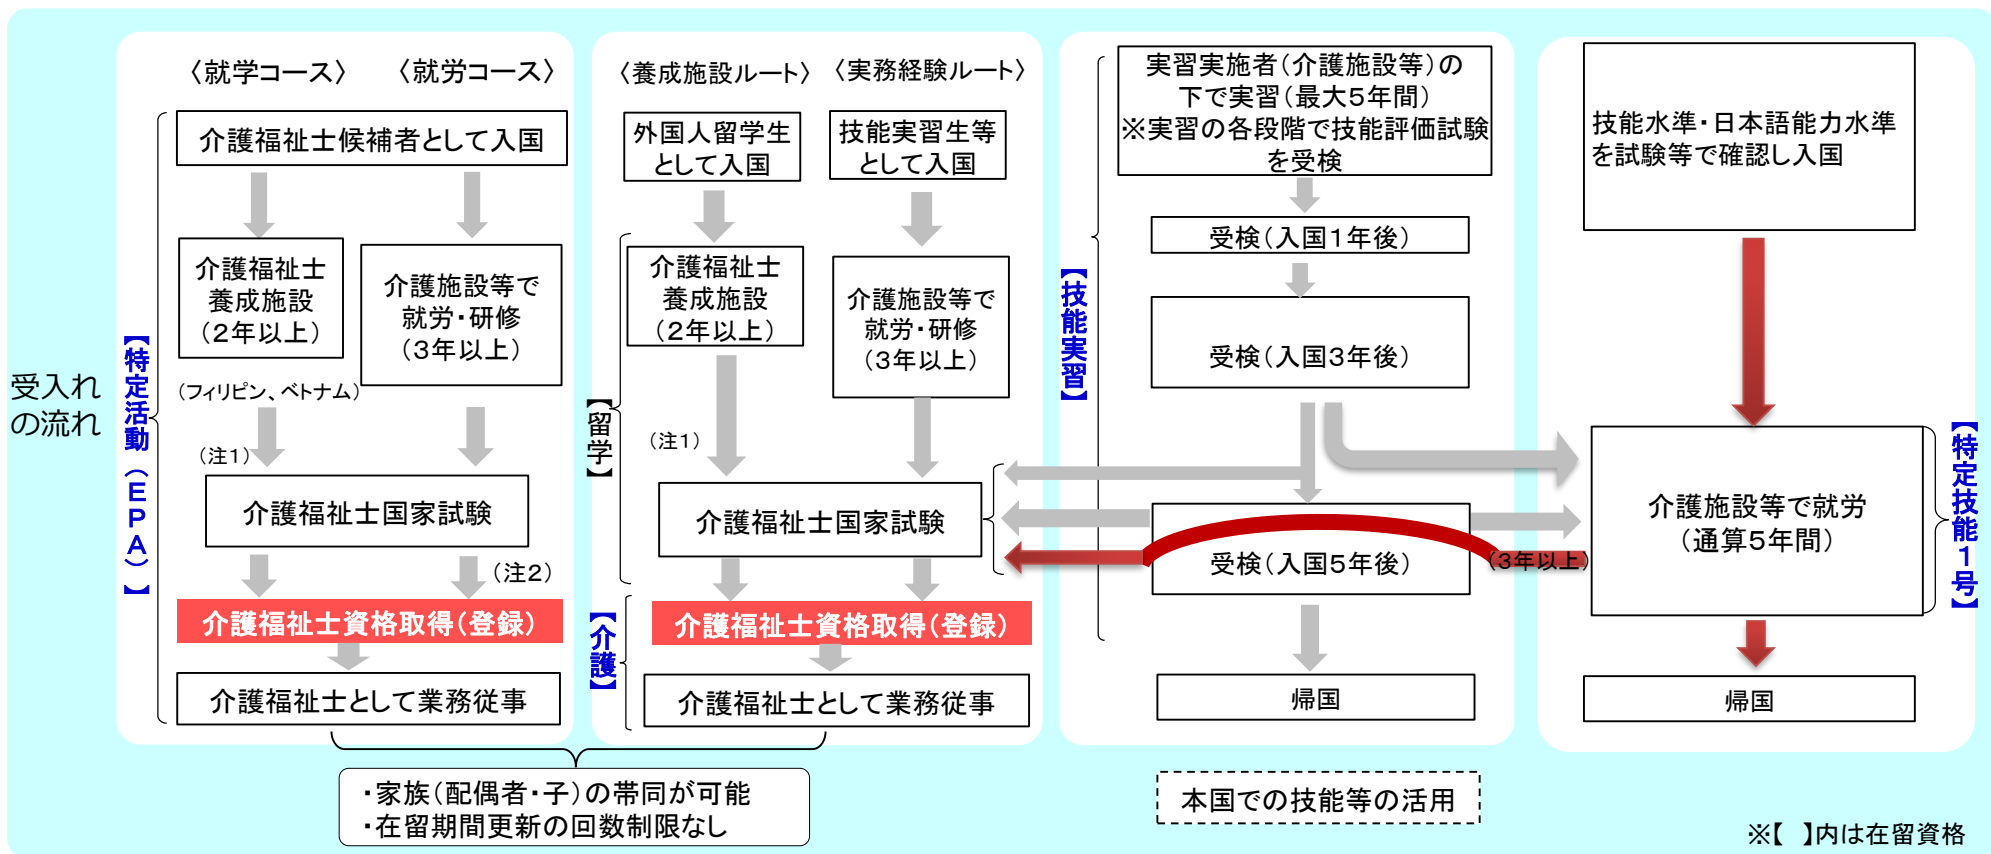 受入れ
の流れ
〈就学コース〉
〈就労コース〉
介護福祉士候補者として入国
介護福祉士
養成施設
（２年以上）
介護施設等で
就労・研修
（３年以上）
（フィリピン、ベトナム）
（注１）
【特定活動（ＥＰＡ）】
介護福祉士国家試験
（注２）
介護福祉士資格取得（登録）
介護福祉士として業務従事
〈養成施設ルート〉
〈実務経験ルート〉
外国人留学生
として入国
技能実習生等
として入国
介護福祉士
養成施設
（２年以上）
介護施設等で
就労・研修
（３年以上）
【留学】
（注１）
介護福祉士国家試験
【介護】
介護福祉士資格取得（登録）
介護福祉士として業務従事
・家族（配偶者・子）の帯同が可能
・在留期間更新の回数制限なし
実習実施者（介護施設等）の
下で実習（最大５年間）
※実習の各段階で技能評価試験
を受検
受検（入国１年後）
【技能実習】
受検（入国３年後）
受検（入国５年後）
（３年以上）
帰国
本国での技能等の活用
技能水準・日本語能力水準
を試験等で確認し入国
介護施設等で就労
（通算５年間）
【特定技能１号】
帰国
※【　】内は在留資格